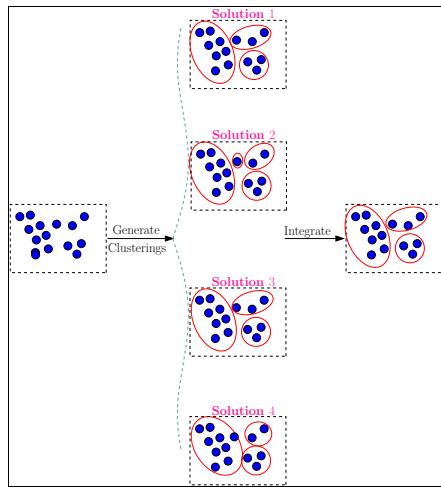 Solution 1
Solution 2
Generate
Clusterings
Integrate
Solution 3
Solution 4